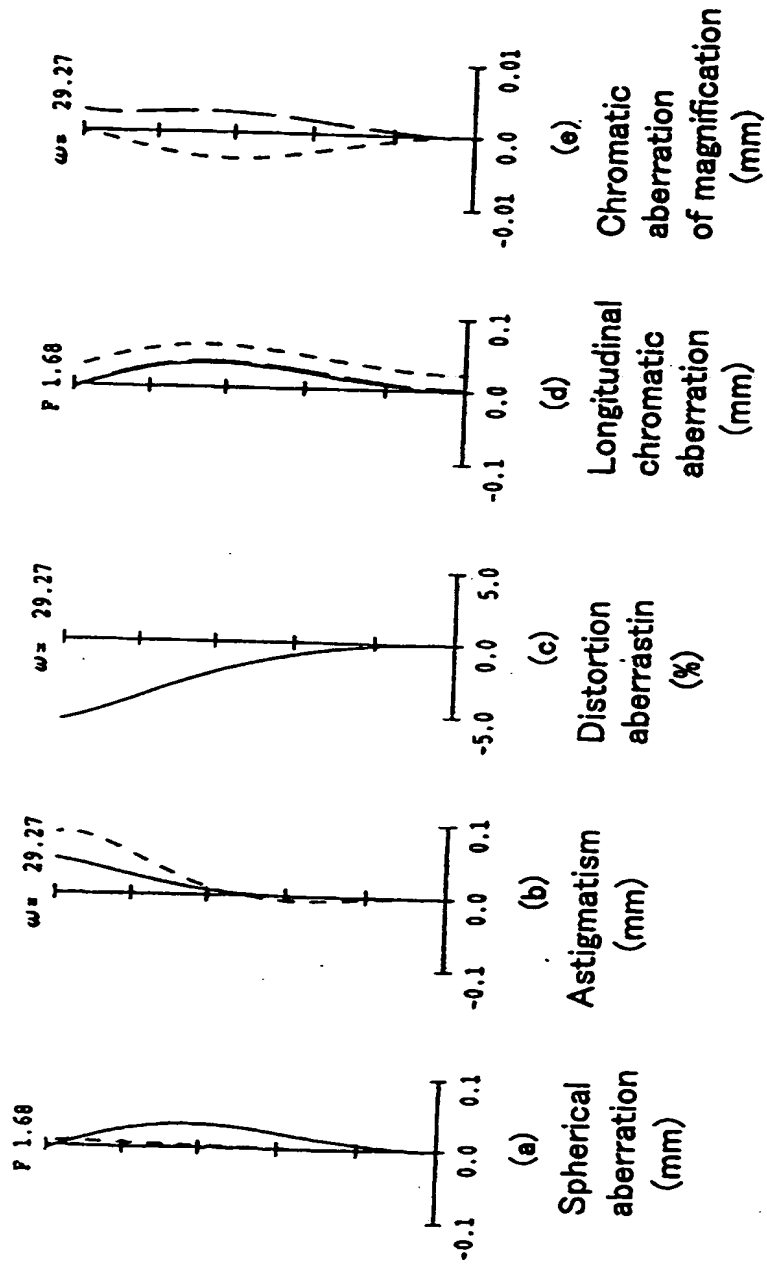 F 1.68
-0.1 0.0 0.1
(a)
Spherical
aberration
(mm)
ω= 29.27
-0.1 0.0 0.1
(b)
Astigmatism
(mm)
ω= 29.27
-5.0 0.0 5.0
(c)
Distortion
aberrastin
(%)
F 1.68
-0.1 0.0 0.1
(d)
Longitudinal
chromatic
aberration
(mm)
ω= 29.27
-0.01 0.0 0.01
(e)
Chromatic
aberration
of magnification
(mm)